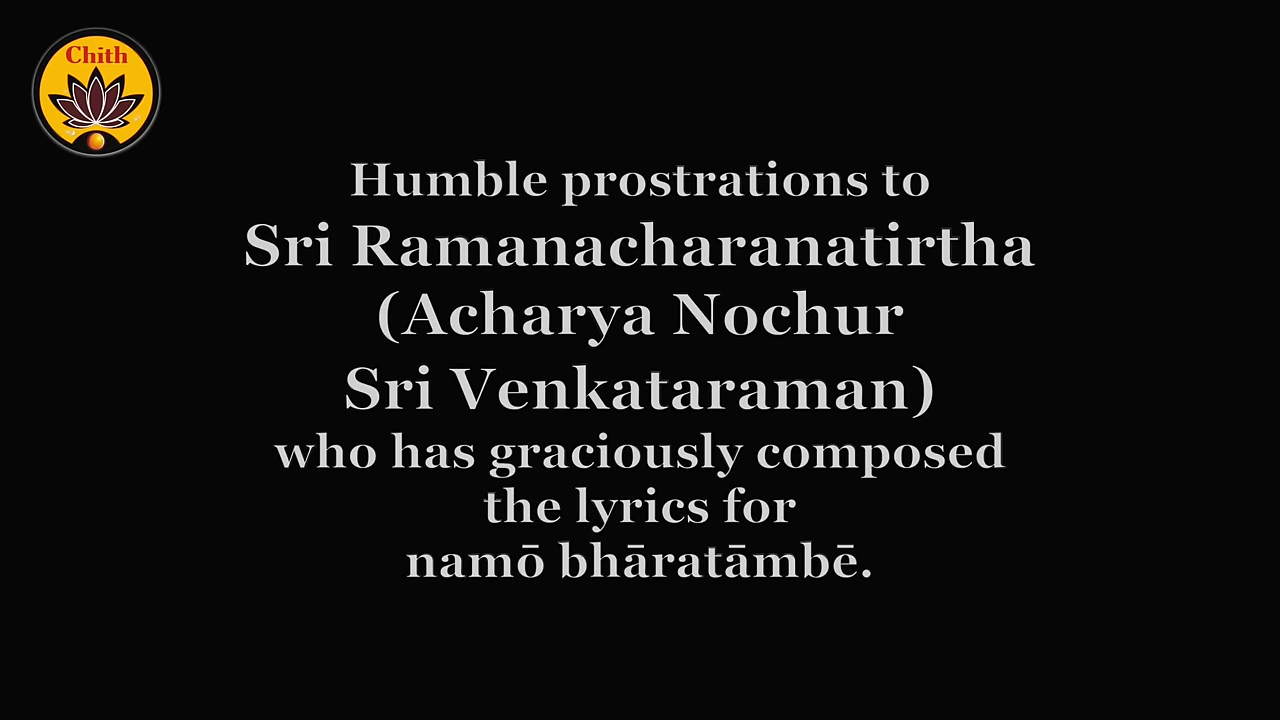 Chith
Humble prostrations to
Sri Ramanacharanatirtha
(Acharya Nochur
Sri Venkataraman)
who has graciously composed
the lyrics for
namō bhāratāmbē.